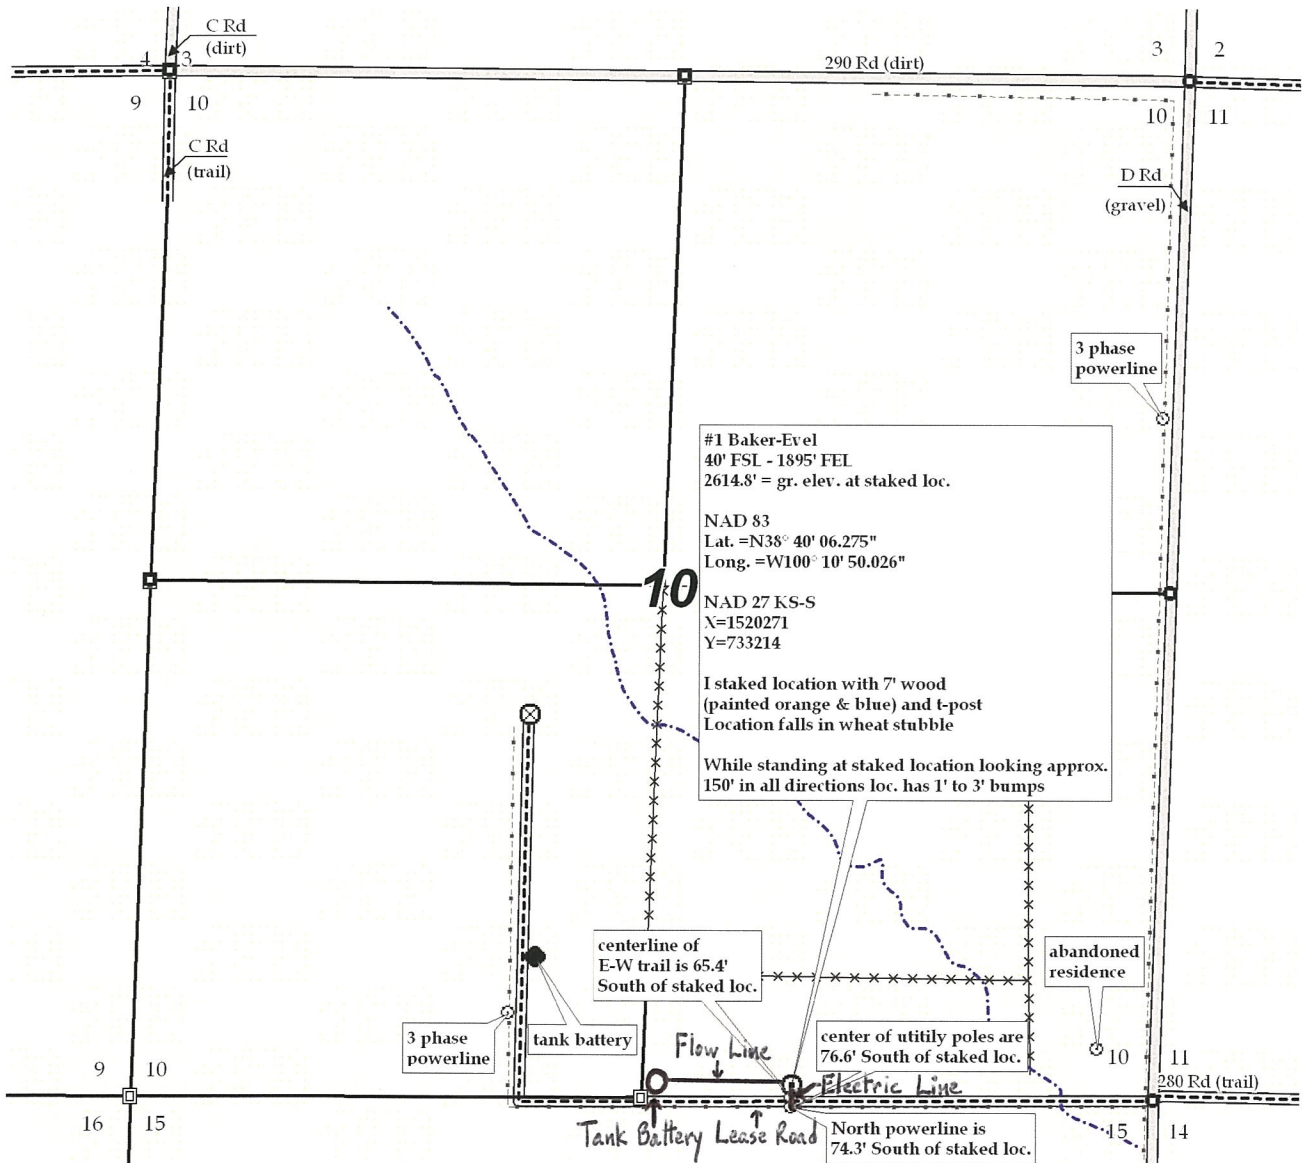 C Rd
(dirt)
4 3
290 Rd (dirt)
3 2
9 10
10 11
C Rd
(trail)
D Rd
(gravel)
3 phase
powerline
#1 Baker-Evel
40' FSL - 1895' FEL
2614.8' = gr. elev. at staked loc.
NAD 83
Lat. =N38° 40' 06.275"
Long. =W100° 10' 50.026"
10
NAD 27 KS-S
X=1520271
Y=733214
I staked location with 7' wood
(painted orange & blue) and t-post
Location falls in wheat stubble
While standing at staked location looking approx.
150' in all directions loc. has 1' to 3' bumps
centerline of
E-W trail is 65.4'
South of staked loc.
abandoned
residence
3 phase
powerline
tank battery
Flow Line
center of utitily poles are
76.6' South of staked loc.
9 10
10 11
Electric Line
280 Rd (trail)
16 15
Tank Battery Lease Road
North powerline is
74.3' South of staked loc.
15 14